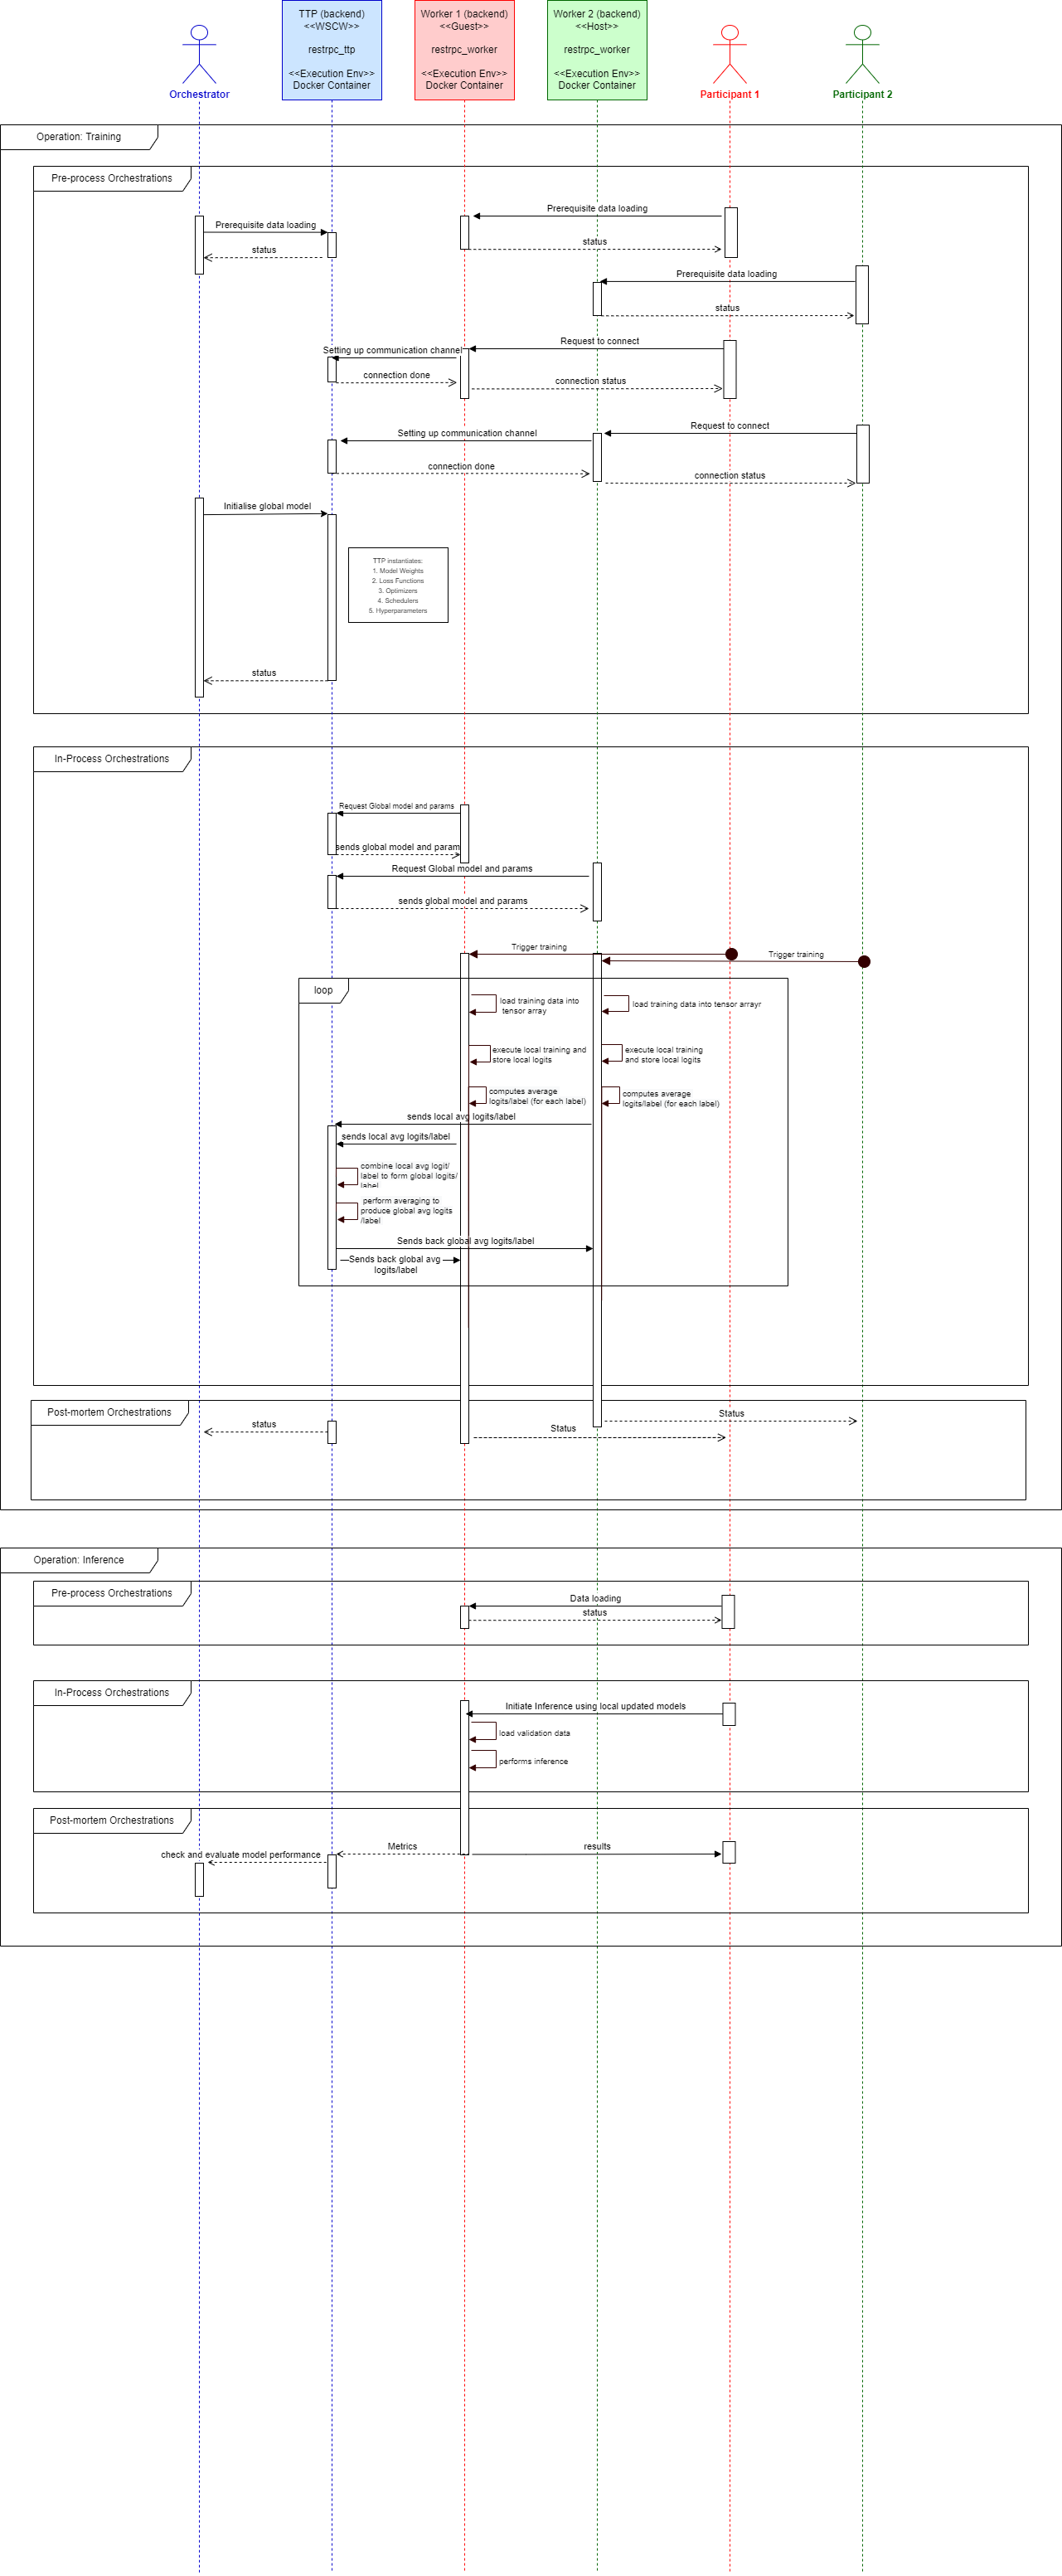 TTP (backend)
<<WSCW>>
restrpc_ttp
<<Execution Env>>
Docker Container
Worker 1 (backend)
<<Guest>>
restrpc_worker
<<Execution Env>>
Docker Container
Worker 2 (backend)
<<Host>>
restrpc_worker
<<Execution Env>>
Docker Container
Orchestrator
Participant 1
Participant 2
Operation: Training
Pre-process Orchestrations
Prerequisite data loading
Prerequisite data loading
status
status
Prerequisite data loading
status
Request to connect
Setting up communication channel
connection done
connection status
Request to connect
Setting up communication channel
connection done
connection status
Initialise global model
TTP instantiates:
1. Model Weights
2. Loss Functions
3. Optimizers
4. Schedulers
5. Hyperparameters
status
In-Process Orchestrations
Request Global model and params
sends global model and param
Request Global model and params
sends global model and params
Trigger training
Trigger training
loop
load training data into
tensor array
load training data into tensor arrayr
execute local training and
store local logits
execute local training
and store local logits
computes average
logits/label (for each label)
computes average
logits/label (for each label)
sends local avg logits/label
sends local avg logits/label
combine local avg logit/
label to form global logits/
label
perform averaging to
produce global avg logits
/label
Sends back global avg logits/label
Sends back global avg
logits/label
Post-mortem Orchestrations
Status
status
Status
Operation: Inference
Pre-process Orchestrations
Data loading
status
In-Process Orchestrations
Initiate Inference using local updated models
load validation data
performs inference
Post-mortem Orchestrations
Metrics
results
check and evaluate model performance